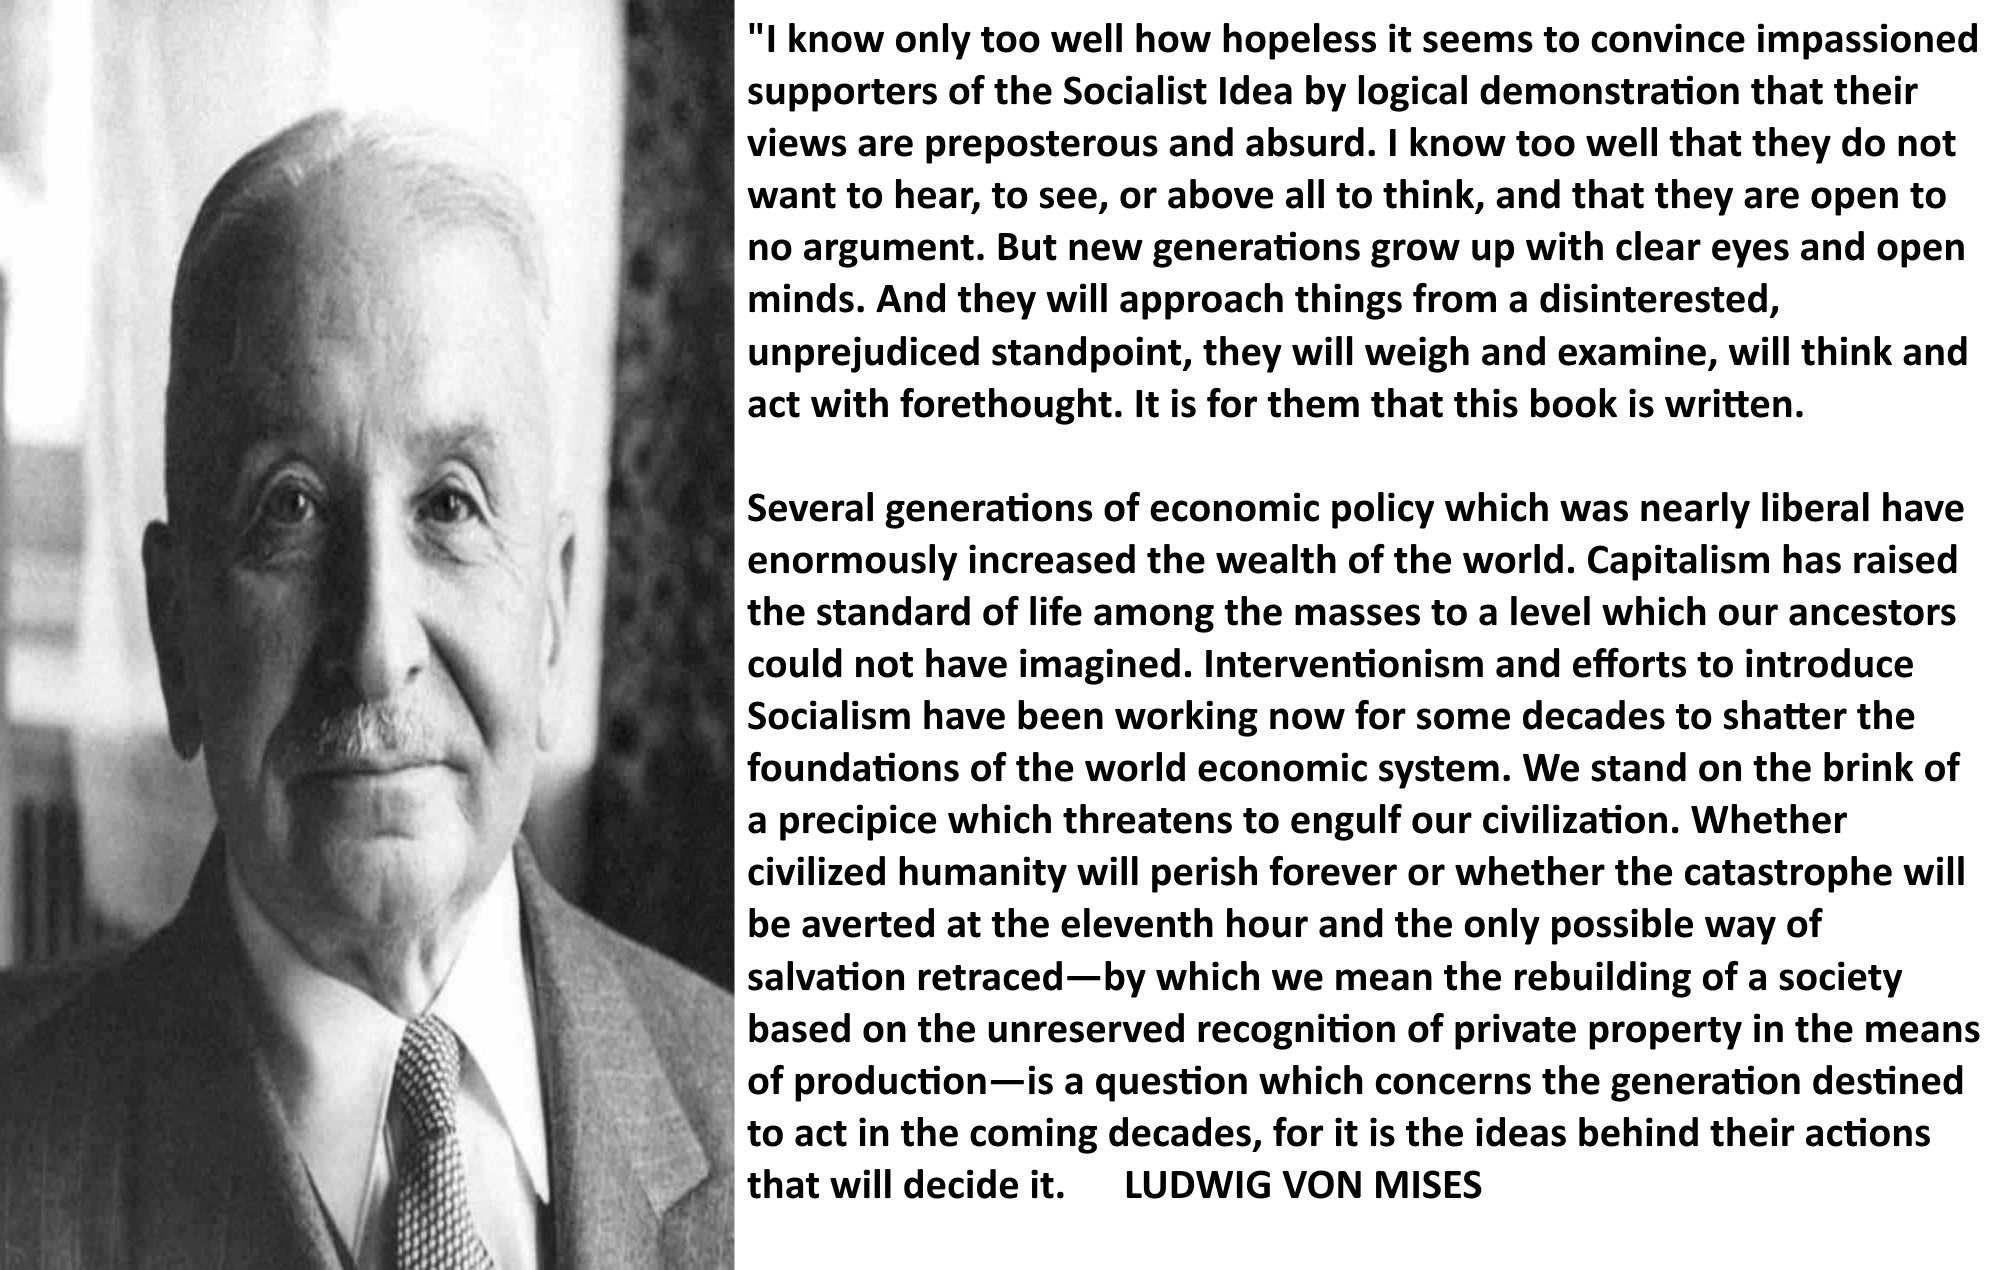 "I know only too well how hopeless it seems to convince impassioned
supporters of the Socialist Idea by logical demonstration that their
views are preposterous and absurd. I know too well that they do not
want to hear, to see, or above all to think, and that they are open to
no argument. But new generations grow up with clear eyes and open
minds. And they will approach things from a disinterested,
unprejudiced standpoint, they will weigh and examine, will think and
act with forethought. It is for them that this book is written.
Several generations of economic policy which was nearly liberal have
enormously increased the wealth of the world. Capitalism has raised
the standard of life among the masses to a level which our ancestors
could not have imagined. Interventionism and efforts to introduce
Socialism have been working now for some decades to shatter the
foundations of the world economic system. We stand on the brink of
a precipice which threatens to engulf our civilization. Whether
civilized humanity will perish forever or whether the catastrophe will
be averted at the eleventh hour and the only possible way of
salvation retraced—by which we mean the rebuilding of a society
based on the unreserved recognition of private property in the means
of production—is a question which concerns the generation destined
to act in the coming decades, for it is the ideas behind their actions
that will decide it. LUDWIG VON MISES